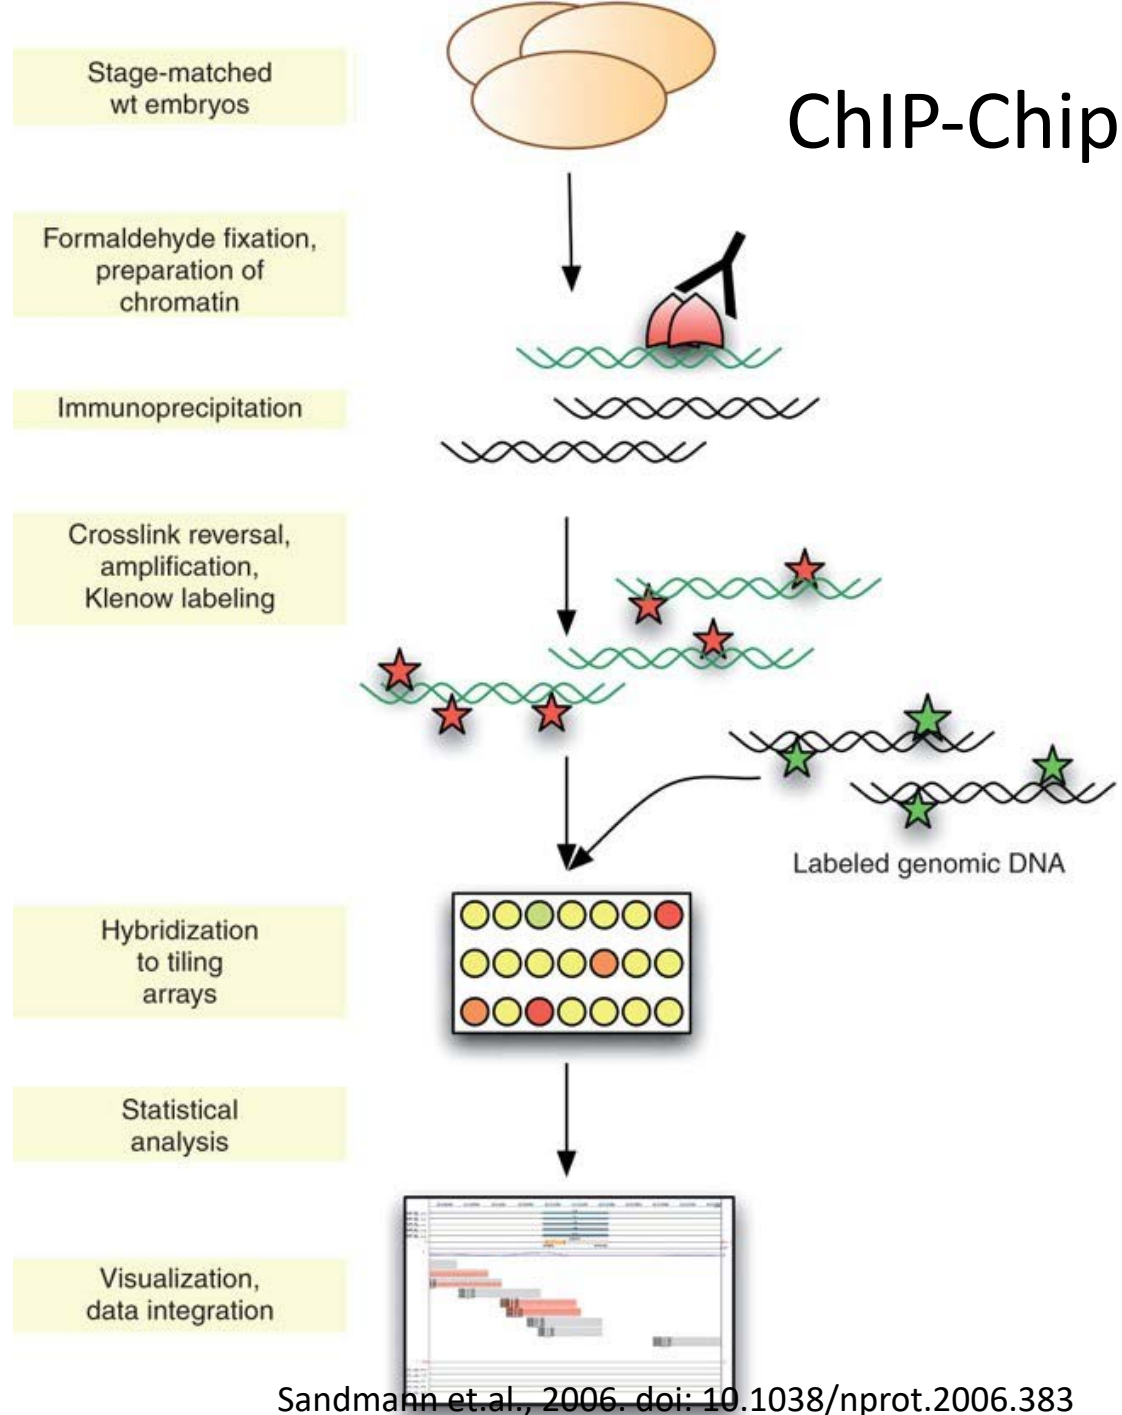 Stage-matched
wt embryos
ChIP-Chip
Formaldehyde fixation,
preparation of
chromatin
Immunoprecipitation
Crosslink reversal,
amplification,
Klenow labeling
Labeled genomic DNA
Hybridization
to tiling
arrays
Statistical
analysis
Visualization,
data integration
Sandmann et.al., 2006. doi: 10.1038/nprot.2006.383